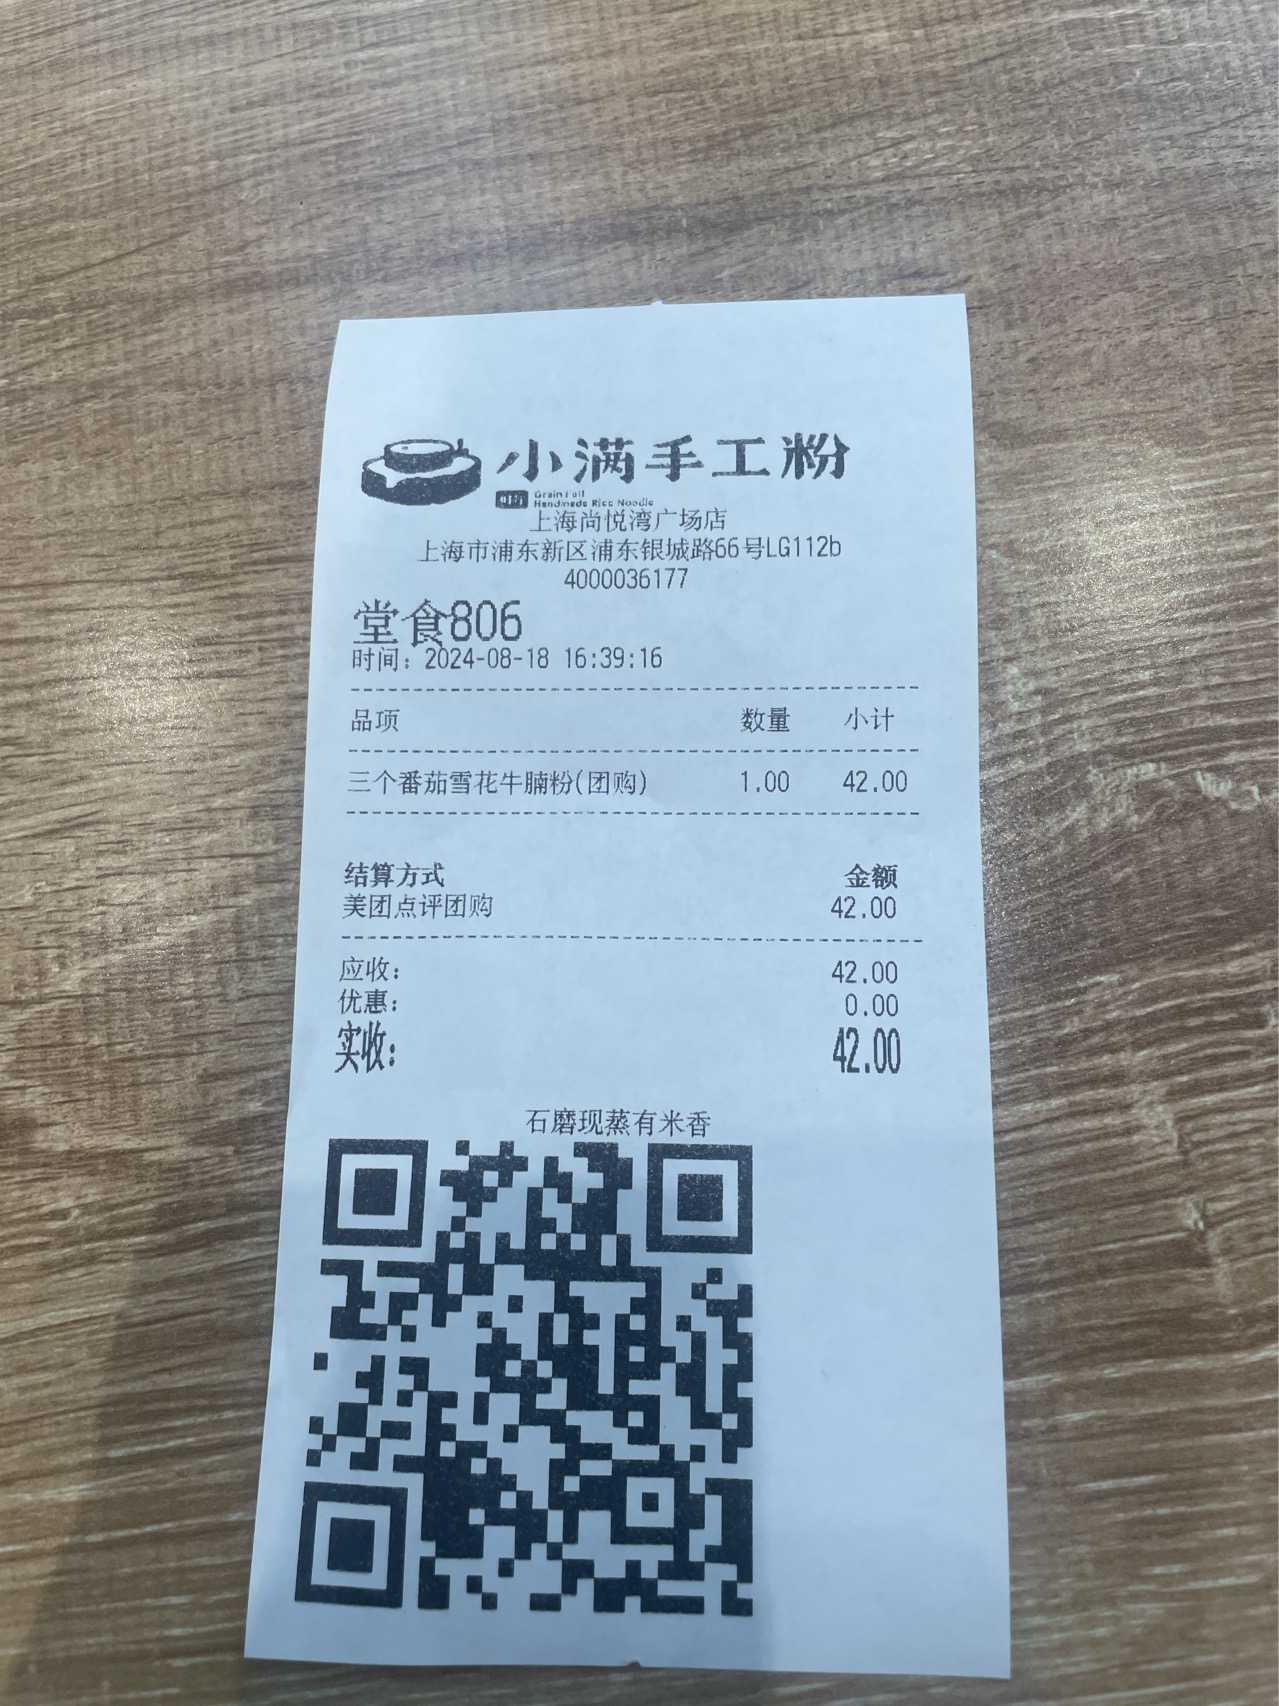 小满手工粉
Grain Full
Handmade Rice Noodle
上海尚悦湾广场店
上海市浦东新区浦东银城路66号LG112b
4000036177
堂食806
时间：2024-08-18 16:39:16
品项 数量 小计
三个番茄雪花牛腩粉(团购) 1.00 42.00
结算方式 金额
美团点评团购 42.00
应收： 42.00
优惠： 0.00
实收： 42.00
石磨现蒸有米香